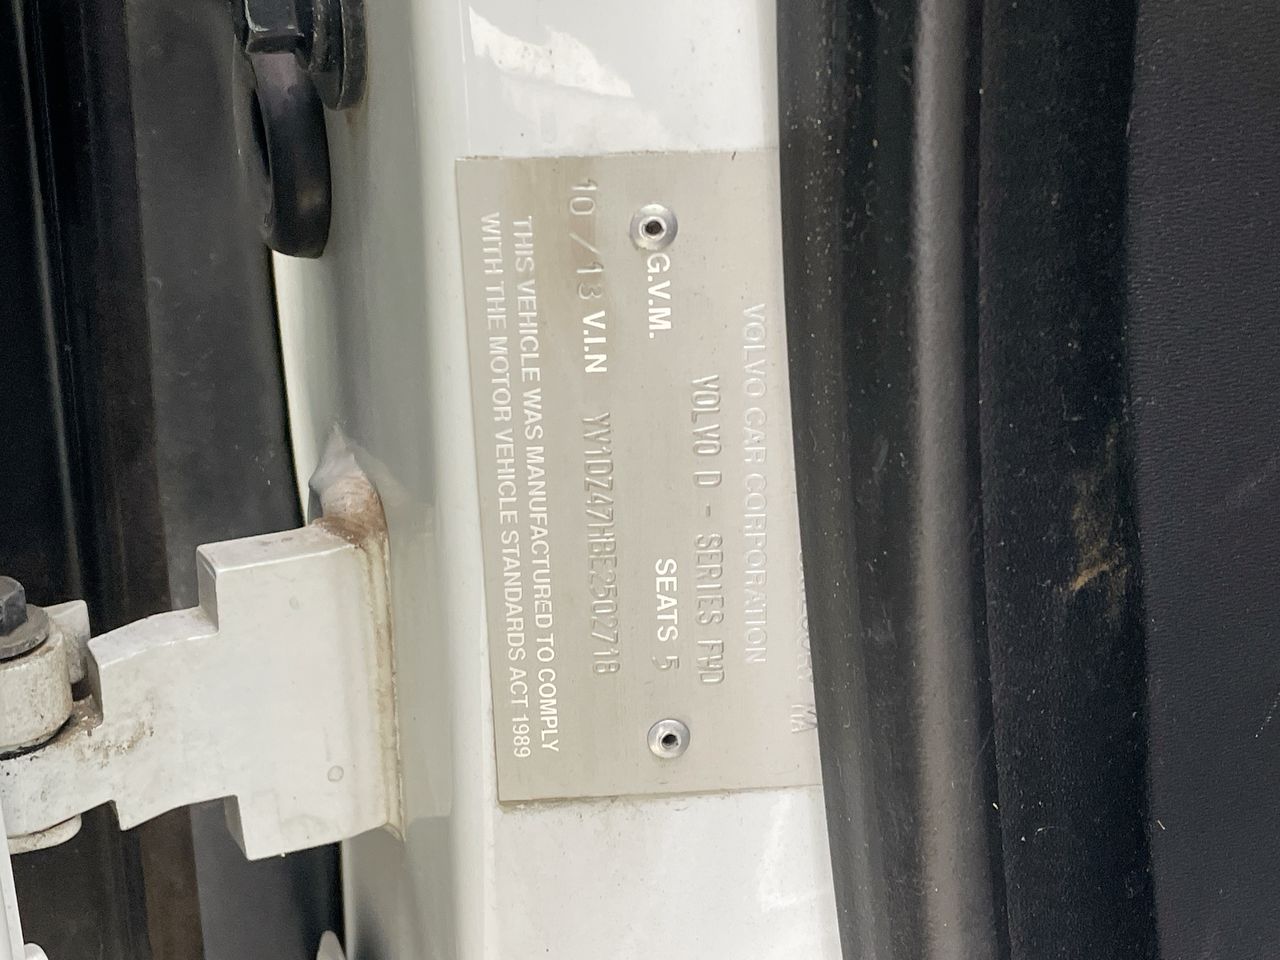 VOLVO CAR CORPORATION
VOLVO D - SERIES FWD
G.V.M. SEATS 5
10 / 13 V.I.N YV1DZ47HBE2502718
THIS VEHICLE WAS MANUFACTURED TO COMPLY
WITH THE MOTOR VEHICLE STANDARDS ACT 1989